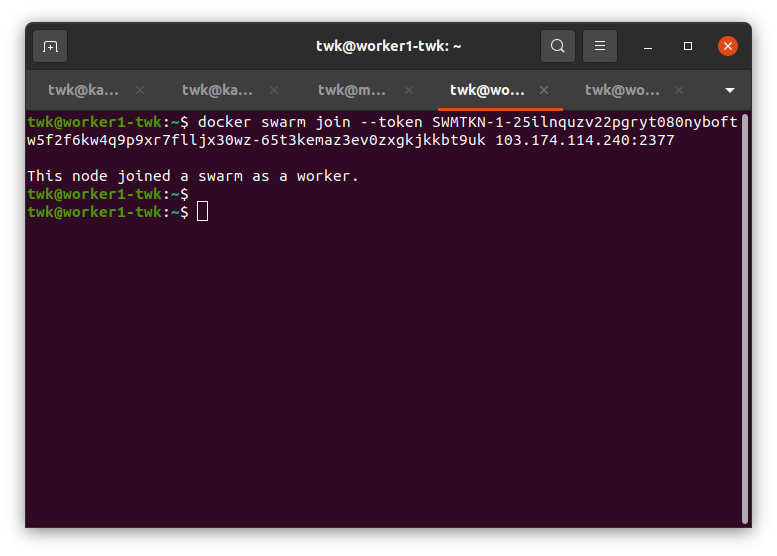 twk@worker1-twk: ~
twk@ka...
twk@ka...
twk@m...
twk@wo...
twk@wo...
twk@worker1-twk:~$ docker swarm join --token SWMTKN-1-25ilnquzv22pgryt080nyboft
w5f2f6kw4q9p9xr7flljx30wz-65t3kemaz3ev0zxgkjkkbt9uk 103.174.114.240:2377
This node joined a swarm as a worker.
twk@worker1-twk:~$
twk@worker1-twk:~$